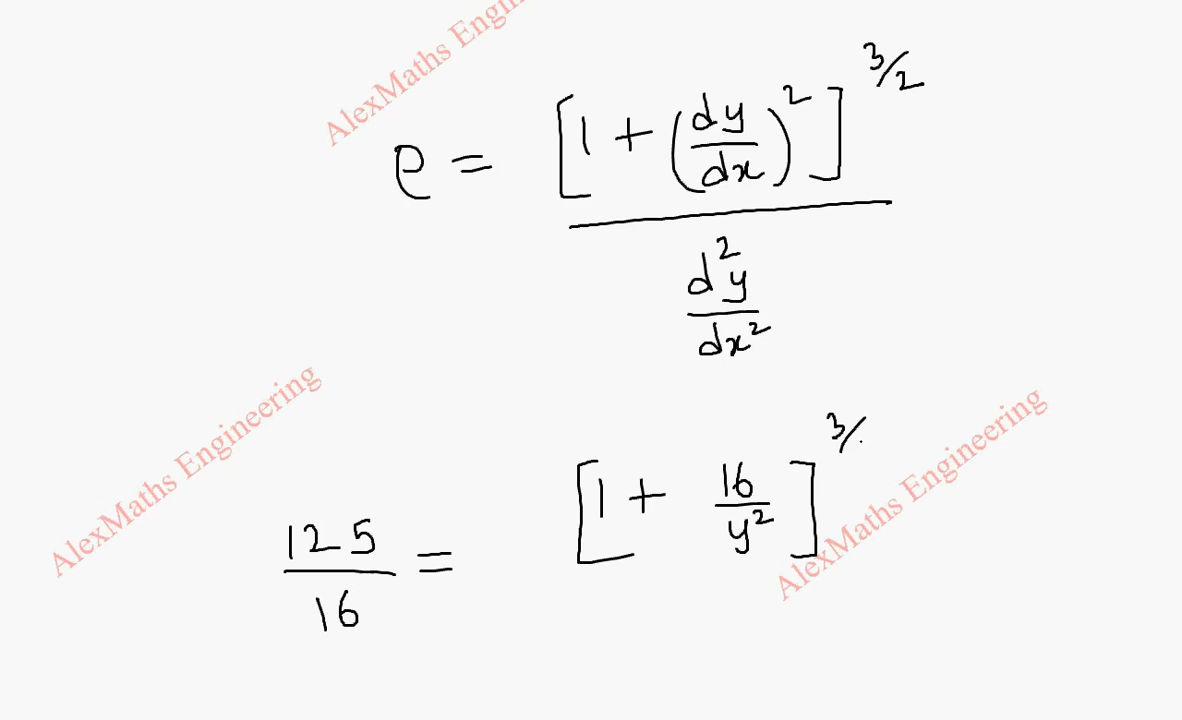 AlexMaths Engineering
ρ = [1 + (dy/dx)²]^3/2
d²y/dx²
AlexMaths Engineering
AlexMaths Engineering
125/16 = [1 + 16/y²]^3/